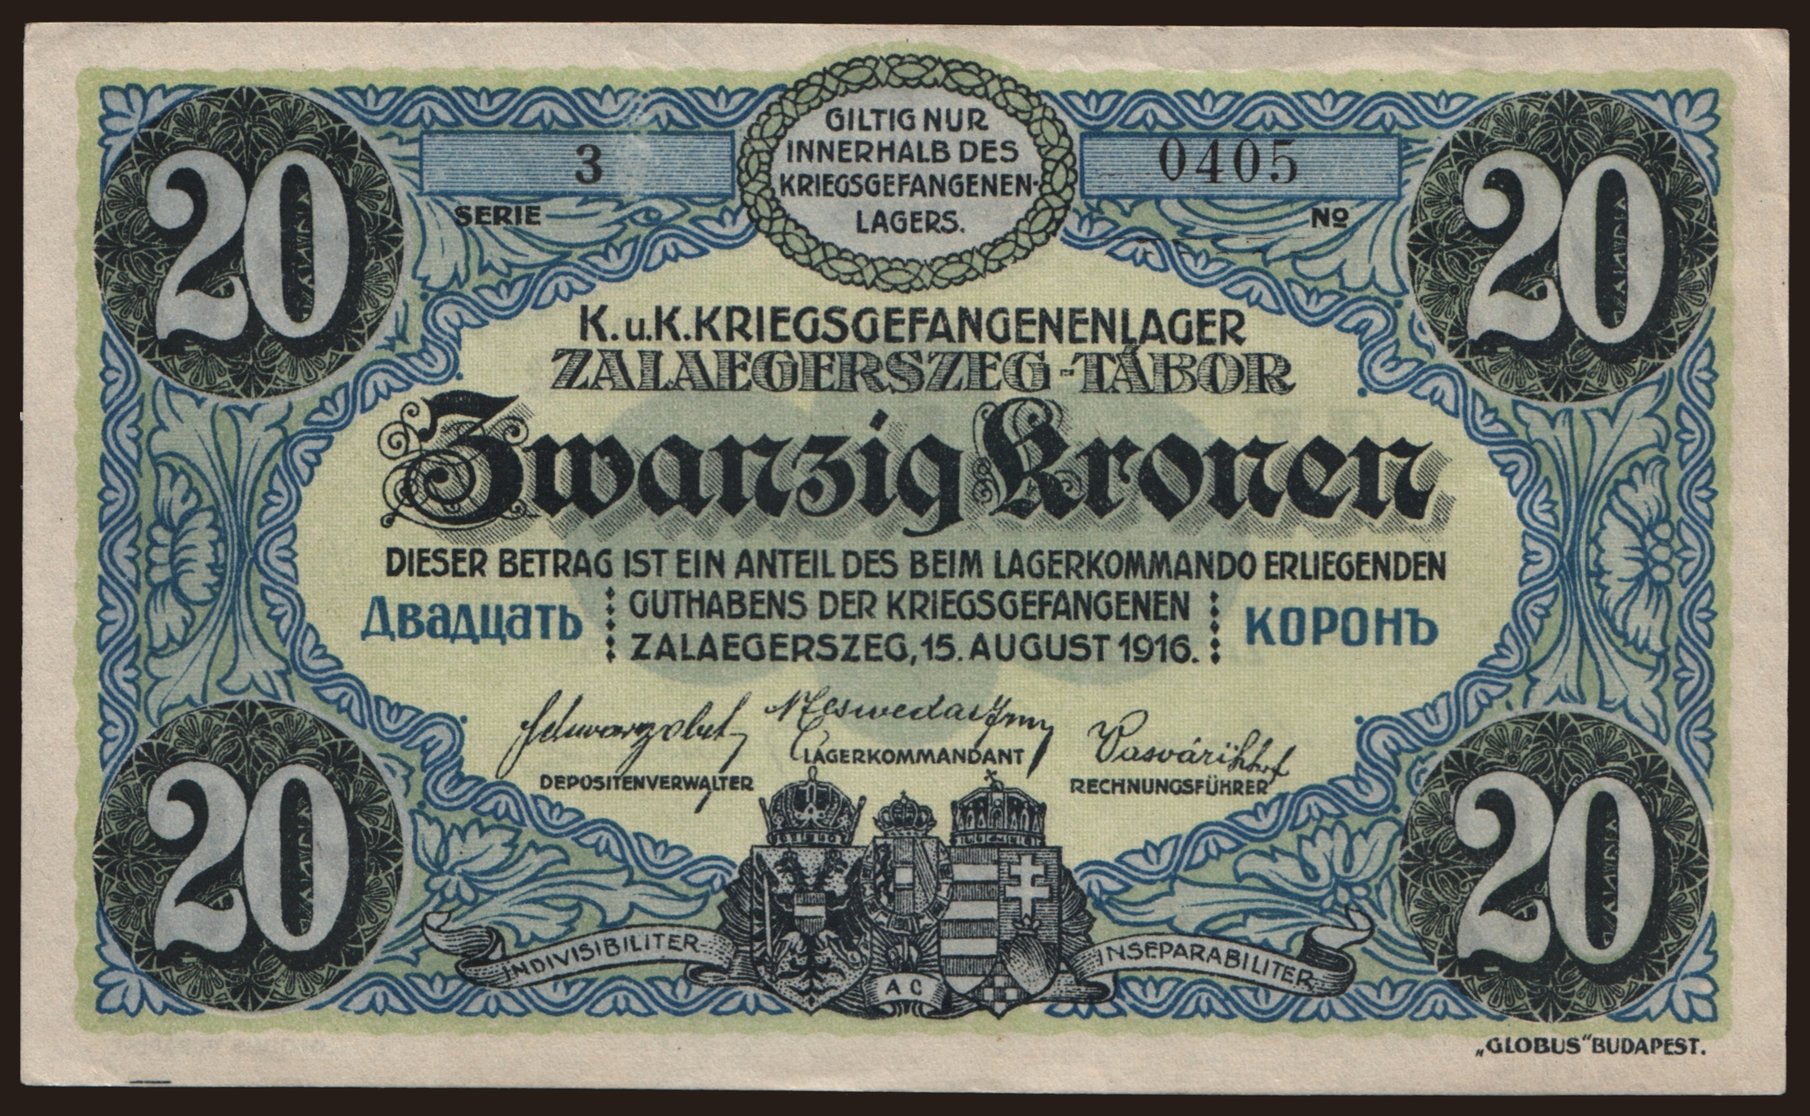 20
20
GILTIG NUR
INNERHALB DES
KRIEGSGEFANGENEN-
LAGERS.
3
SERIE
0405
No
K.u.K.KRIEGSGEFANGENENLAGER
ZALAEGERSZEG-TÁBOR
Zwanzig Kronen
DIESER BETRAG IST EIN ANTEIL DES BEIM LAGERKOMMANDO ERLIEGENDEN
Двадцать GUTHABENS DER KRIEGSGEFANGENEN КОРОНЪ
ZALAEGERSZEG, 15. AUGUST 1916.
DEPOSITENVERWALTER
LAGERKOMMANDANT
RECHNUNGSFÜHRER
20
20
INDIVISIBILITER
AC
INSEPARABILITER
„GLOBUS“ BUDAPEST.